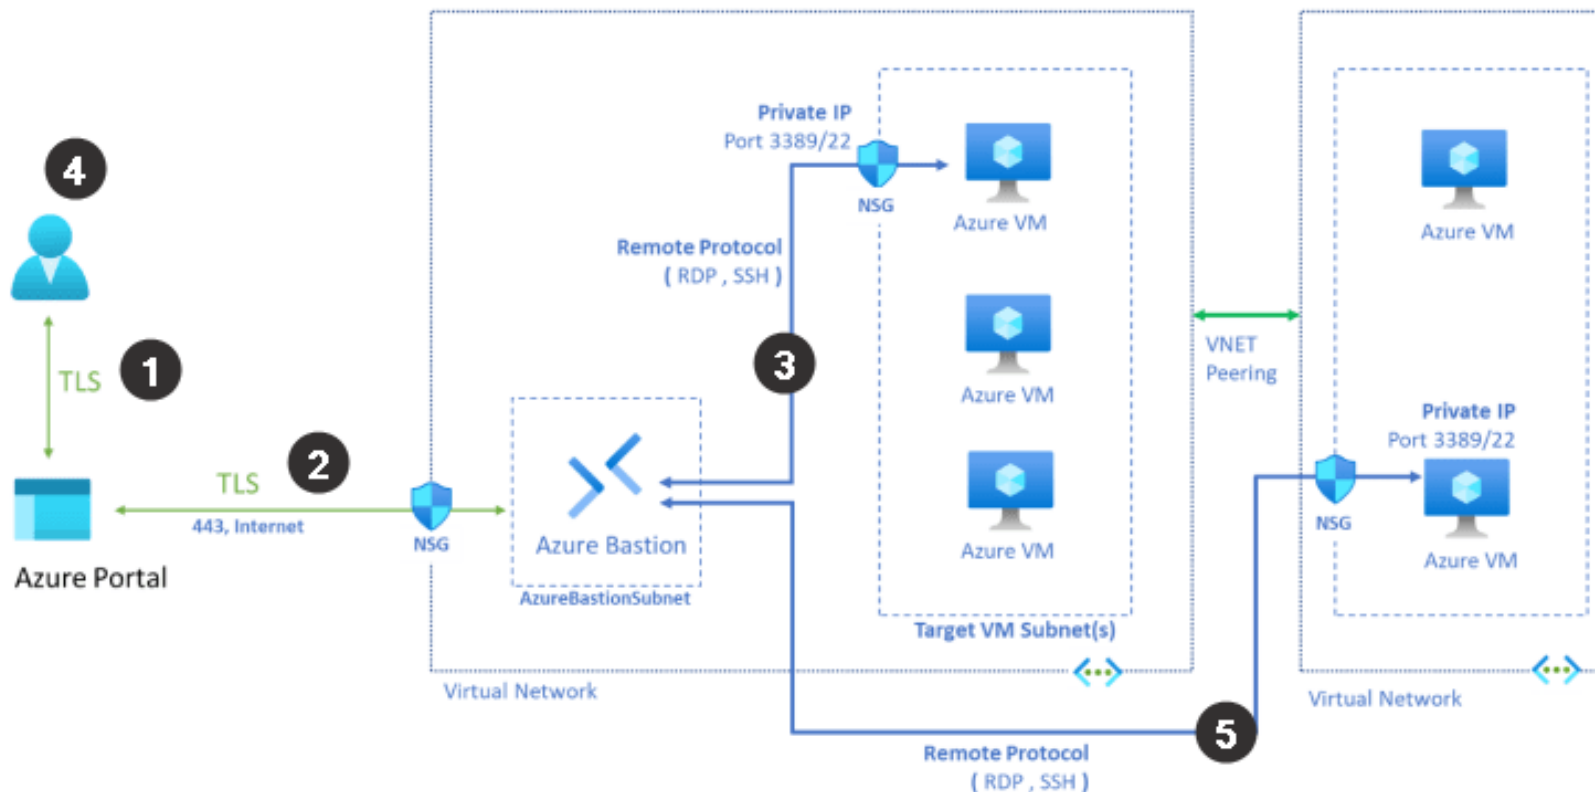 4
1
TLS
Azure Portal
2
TLS
443, Internet
NSG
Azure Bastion
AzureBastionSubnet
Virtual Network
3
Remote Protocol
( RDP , SSH )
Private IP
Port 3389/22
NSG
Azure VM
Azure VM
Azure VM
Target VM Subnet(s)
VNET
Peering
5
Remote Protocol
( RDP , SSH )
Azure VM
Private IP
Port 3389/22
NSG
Azure VM
Virtual Network